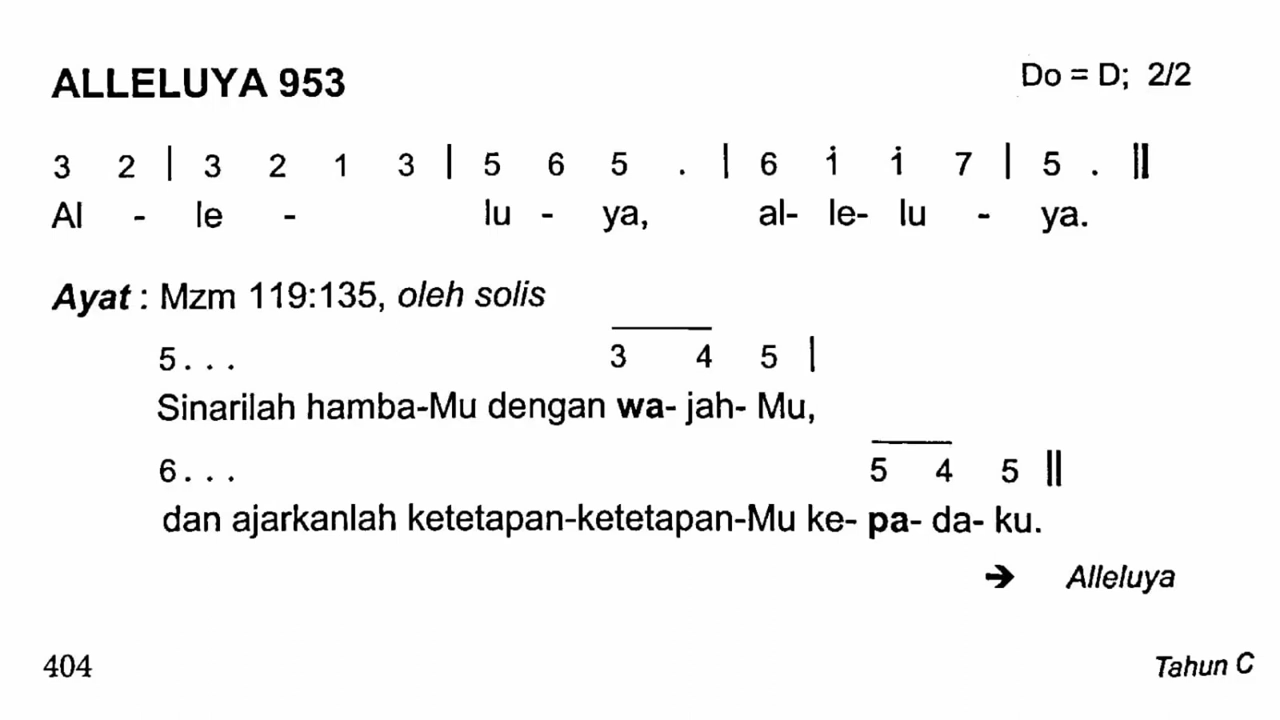 ALLELUYA 953 Do = D; 2/2
3 2 | 3 2 1 3 | 5 6 5 . | 6 i̇ i̇ 7 | 5 . ||
Al - le - lu - ya, al- le- lu - ya.
Ayat : Mzm 119:135, oleh solis
5 . . . 3 4 5 |
Sinarilah hamba-Mu dengan wa- jah- Mu,
6 . . . 5 4 5 ||
dan ajarkanlah ketetapan-ketetapan-Mu ke- pa- da- ku.
➔ Alleluya
404 Tahun C